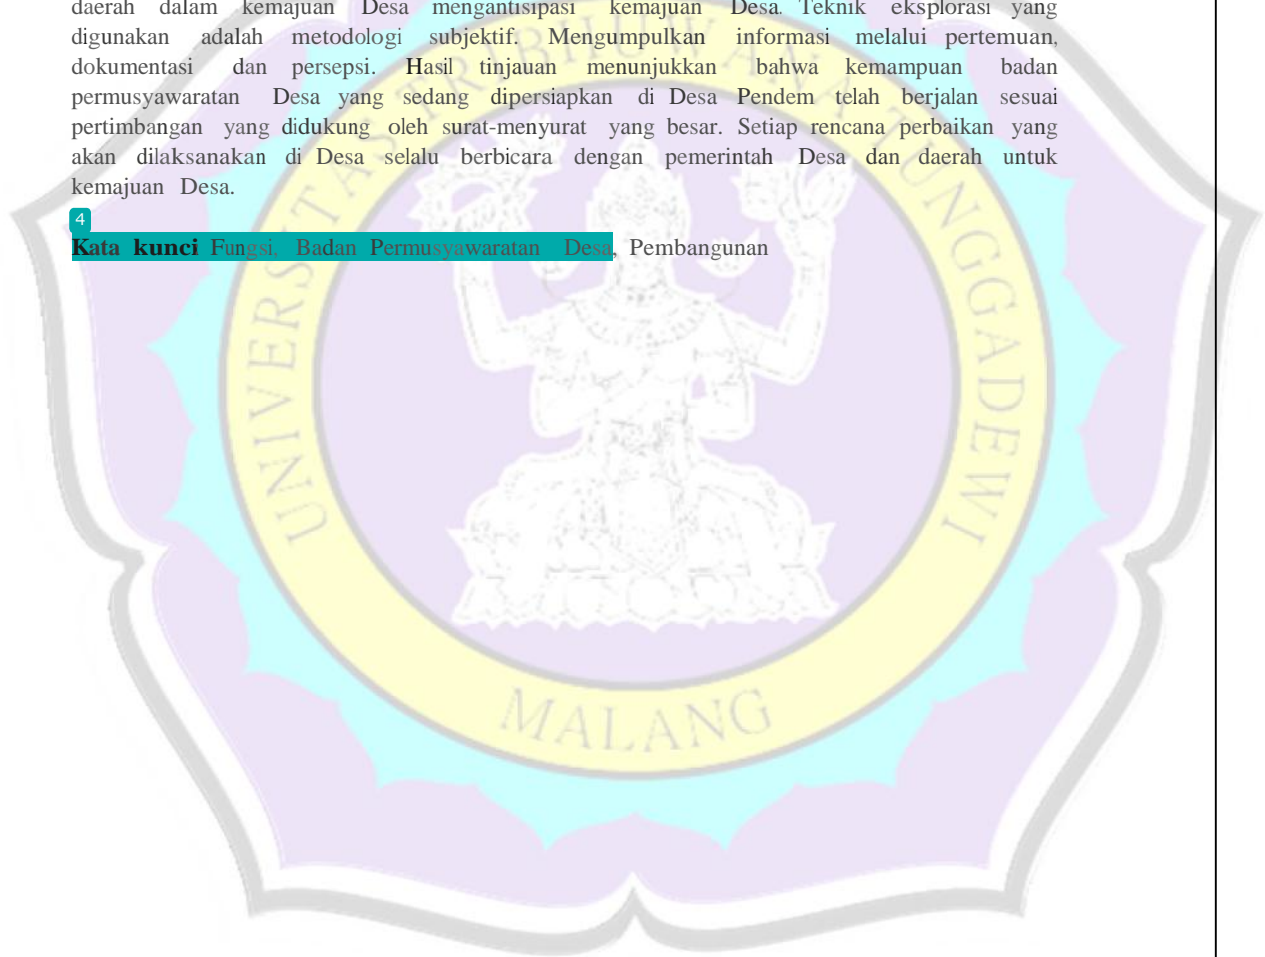 daerah dalam kemajuan Desa mengantisipasi kemajuan Desa. Teknik eksplorasi yang
digunakan adalah metodologi subjektif. Mengumpulkan informasi melalui pertemuan,
dokumentasi dan persepsi. Hasil tinjauan menunjukkan bahwa kemampuan badan
permusyawaratan Desa yang sedang dipersiapkan di Desa Pendem telah berjalan sesuai
pertimbangan yang didukung oleh surat-menyurat yang besar. Setiap rencana perbaikan yang
akan dilaksanakan di Desa selalu berbicara dengan pemerintah Desa dan daerah untuk
kemajuan Desa.
4
Kata kunci Fungsi, Badan Permusyawaratan Desa, Pembangunan
UNIVERSITAS TRIBHUWANA TUNGGADEWI
MALANG